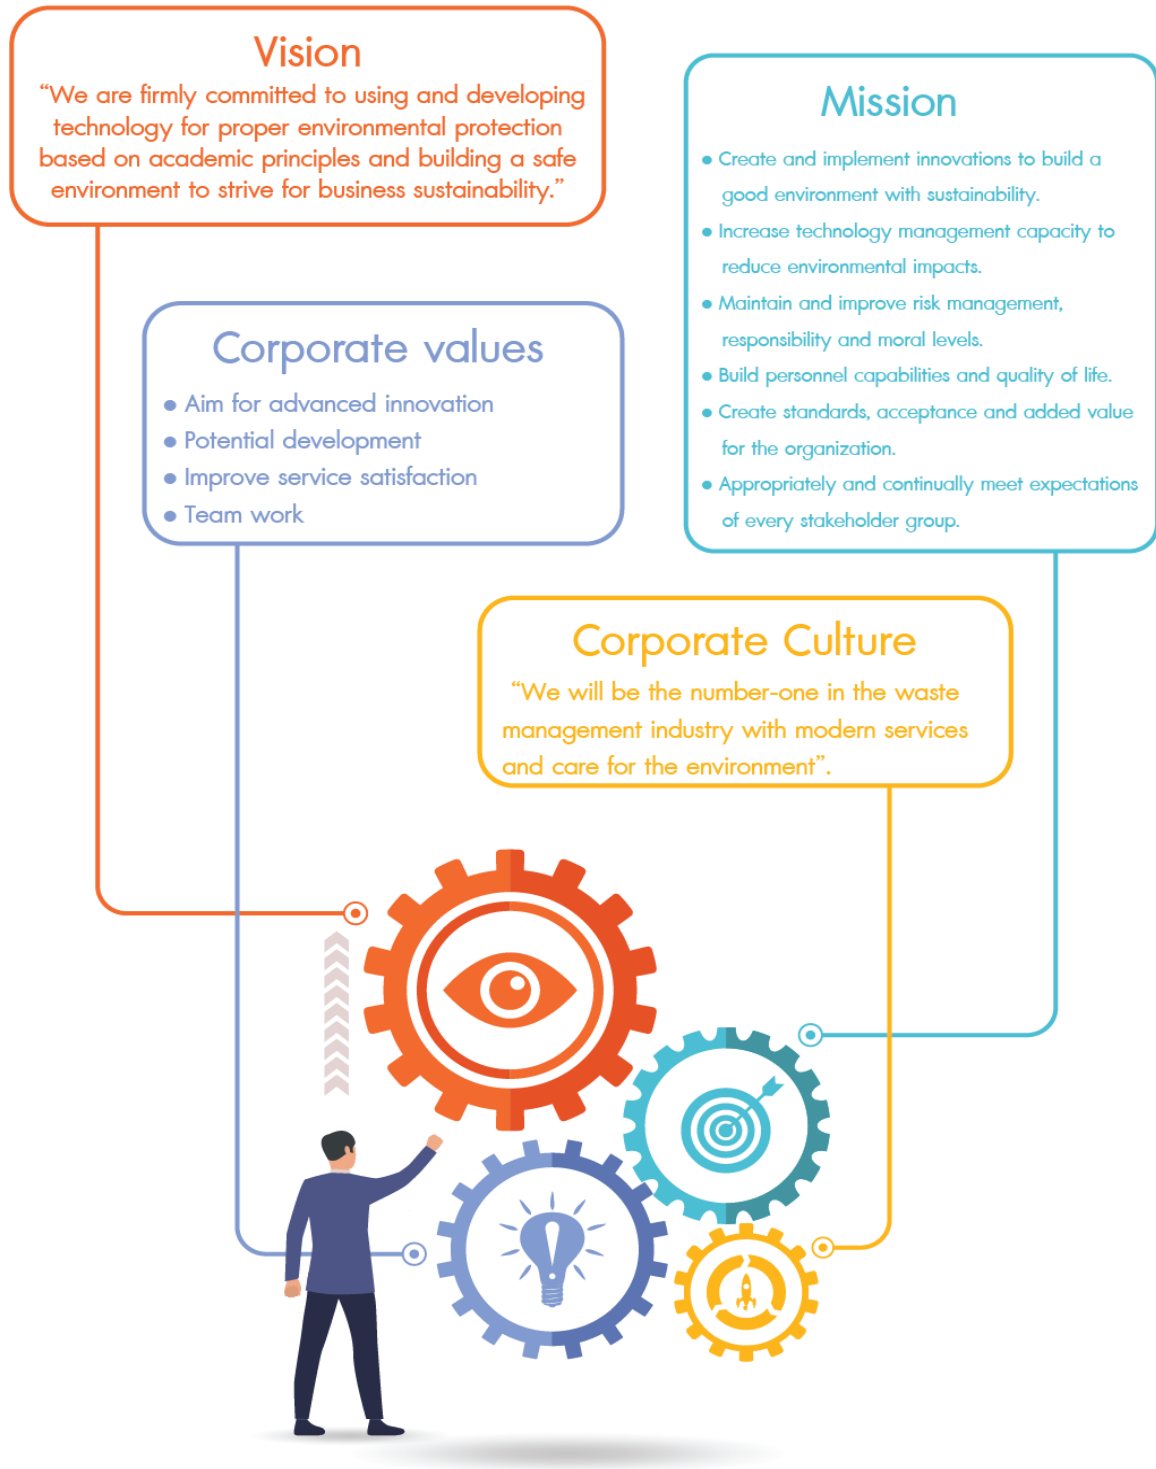 Vision
“We are firmly committed to using and developing
technology for proper environmental protection
based on academic principles and building a safe
environment to strive for business sustainability.”
Mission
• Create and implement innovations to build a
good environment with sustainability.
• Increase technology management capacity to
reduce environmental impacts.
• Maintain and improve risk management,
responsibility and moral levels.
• Build personnel capabilities and quality of life.
• Create standards, acceptance and added value
for the organization.
• Appropriately and continually meet expectations
of every stakeholder group.
Corporate values
• Aim for advanced innovation
• Potential development
• Improve service satisfaction
• Team work
Corporate Culture
“We will be the number-one in the waste
management industry with modern services
and care for the environment”.